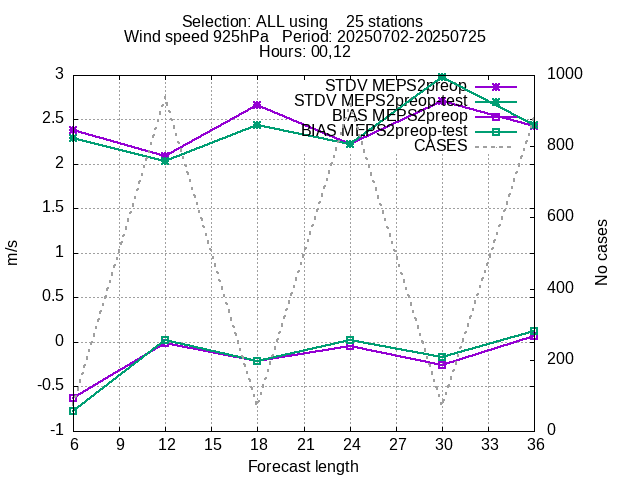 Selection: ALL using    25 stations
Wind speed 925hPa   Period: 20250702-20250725
Hours: 00,12
STDV MEPS2preop
STDV MEPS2preop-test
BIAS MEPS2preop
BIAS MEPS2preop-test
CASES
3
2.5
2
1.5
1
0.5
0
-0.5
-1
m/s
1000
800
600
400
200
0
No cases
6 9 12 15 18 21 24 27 30 33 36
Forecast length